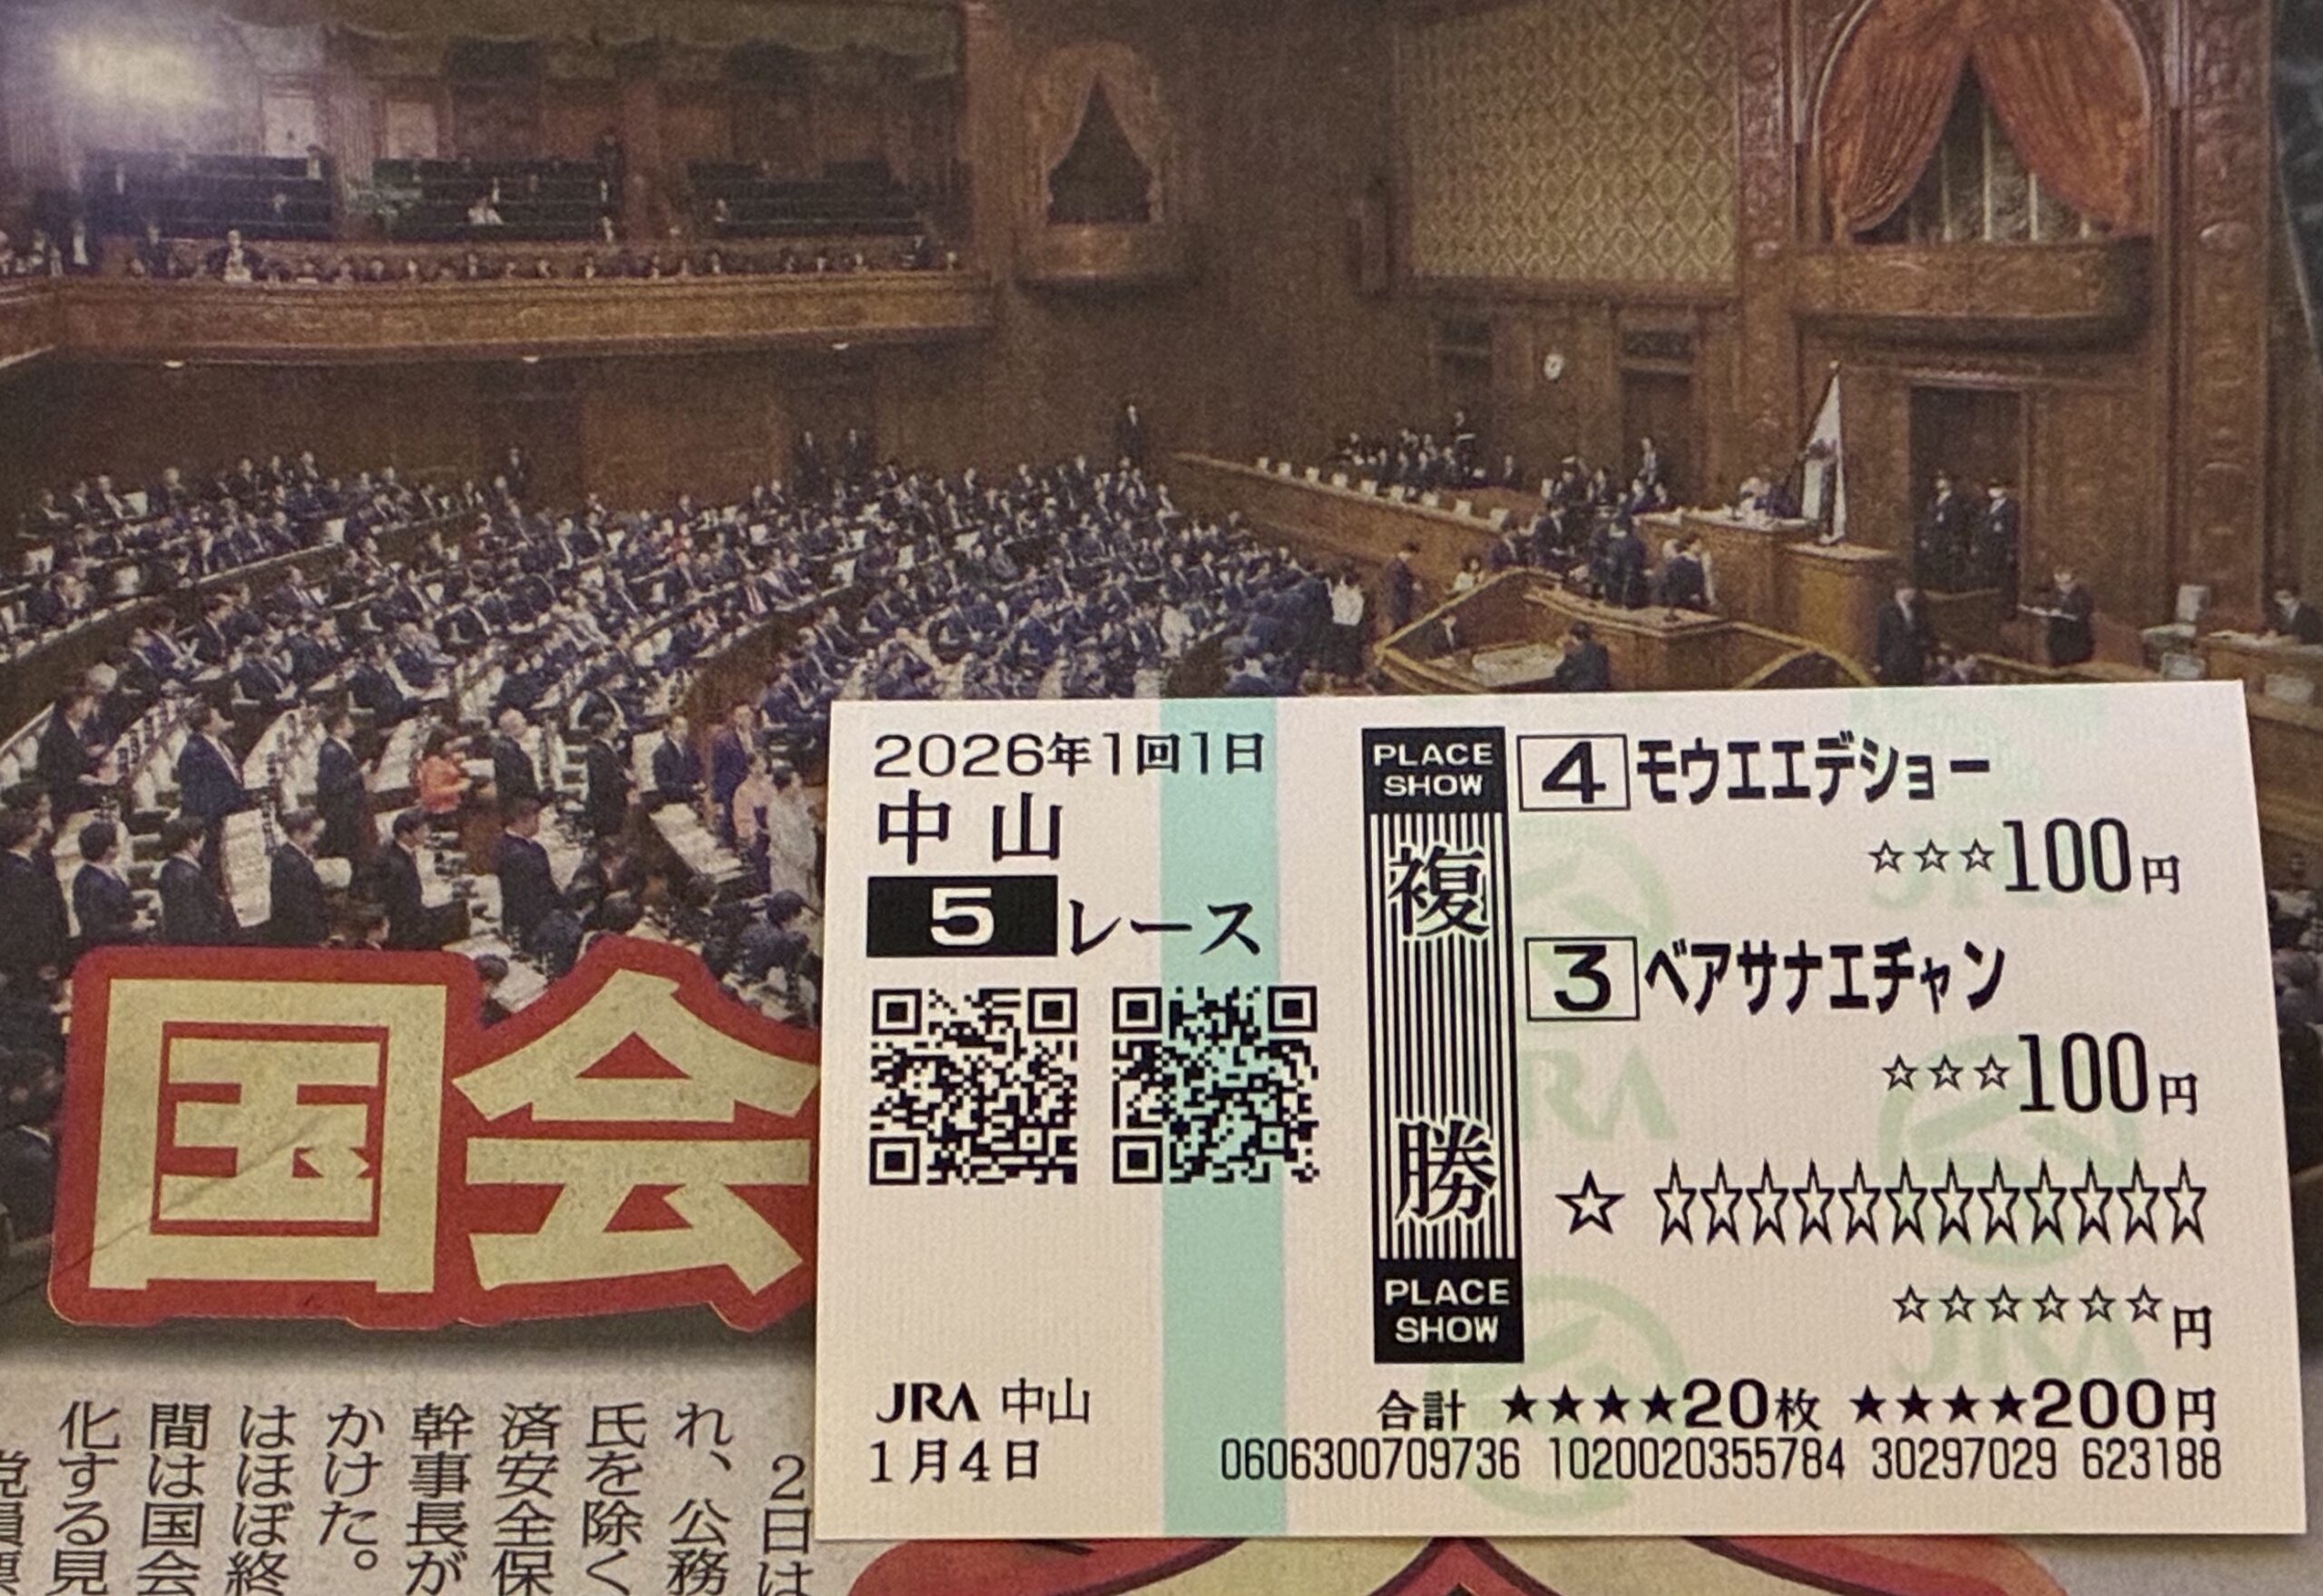 2026年1回1日
中山
5レース
JRA 中山
1月4日
PLACE
SHOW
複勝
PLACE
SHOW
4 モウエエデショー
☆☆☆100円
3 ベアサナエチャン
☆☆☆100円
☆ ☆☆☆☆☆☆☆☆☆☆☆☆
☆☆☆☆☆☆円
合計 ★★★★20枚 ★★★★200円
0606300709736 1020020355784 30297029 623188
国会
2日は
れ、公務
氏を除く
済安全保
幹事長が
かけた。
はほぼ終
間は国会
化する見